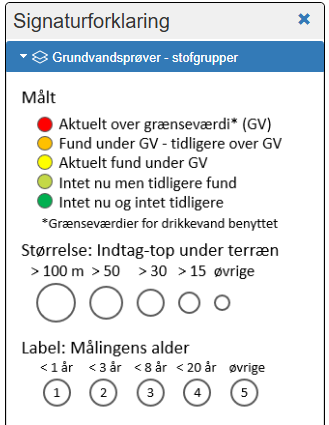 Signaturforklaring
Grundvandsprøver - stofgrupper
Målt
Aktuelt over grænseværdi* (GV)
Fund under GV - tidligere over GV
Aktuelt fund under GV
Intet nu men tidligere fund
Intet nu og intet tidligere
*Grænseværdier for drikkevand benyttet
Størrelse: Indtag-top under terræn
> 100 m > 50 > 30 > 15 øvrige
Label: Målingens alder
< 1 år < 3 år < 8 år < 20 år øvrige
1 2 3 4 5